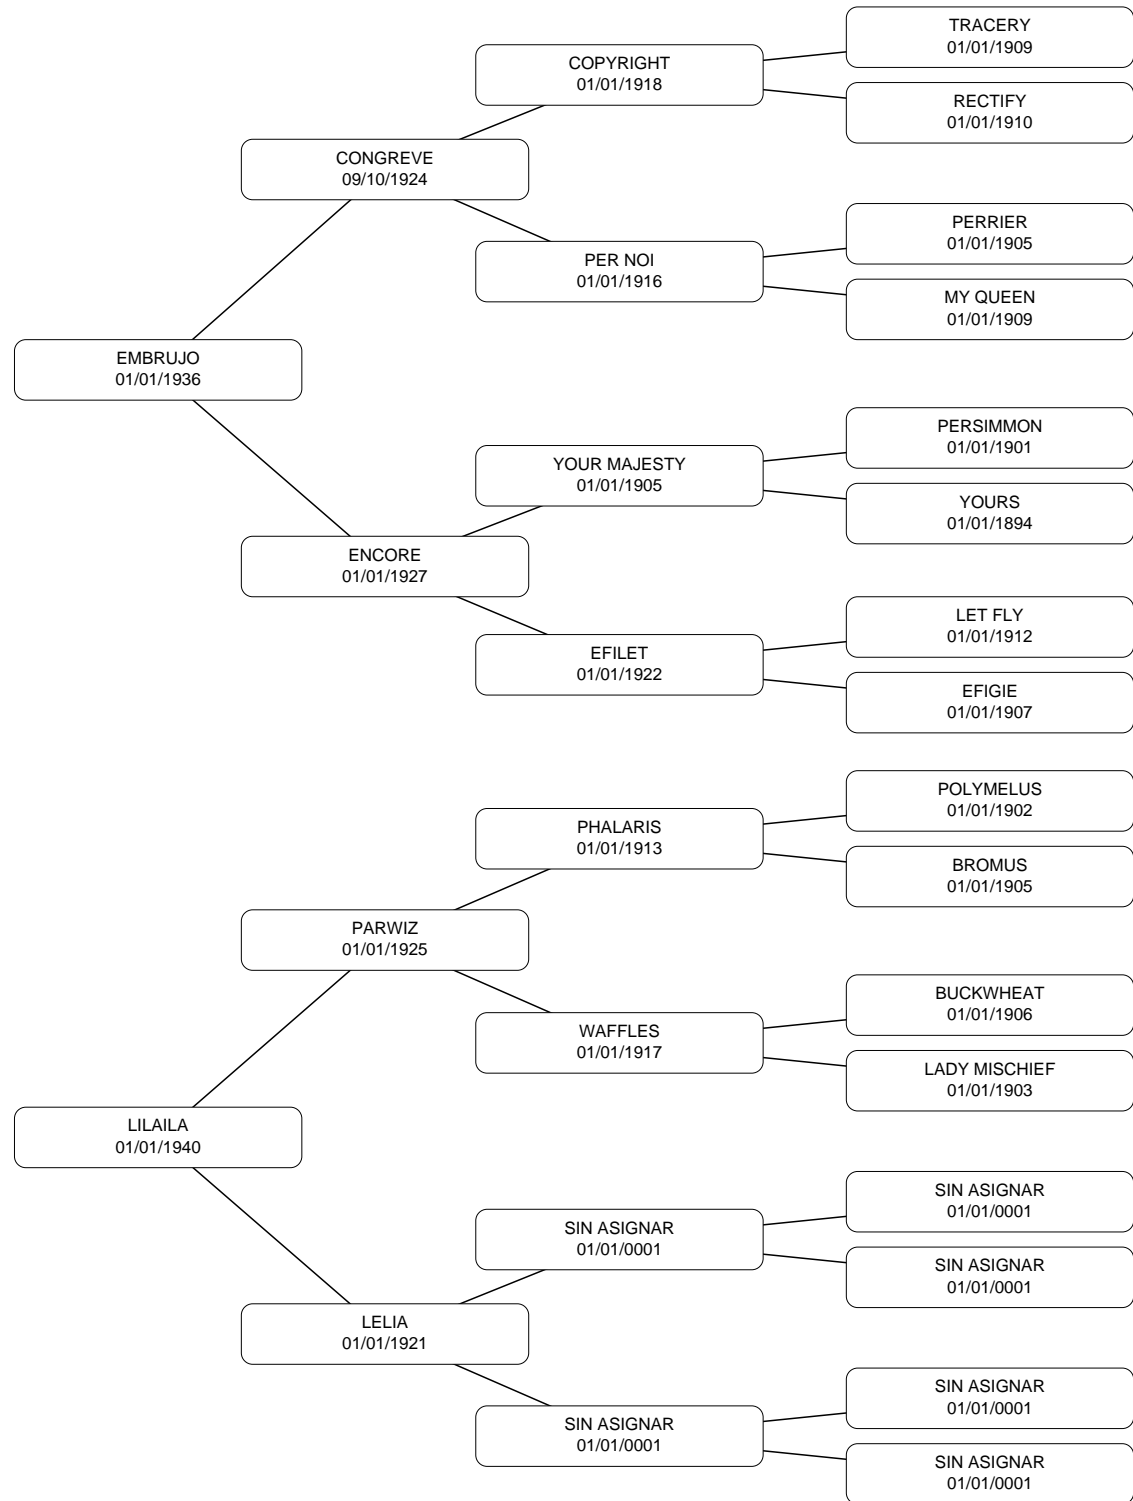 TRACERY
01/01/1909
COPYRIGHT
01/01/1918
RECTIFY
01/01/1910
CONGREVE
09/10/1924
PERRIER
01/01/1905
PER NOI
01/01/1916
MY QUEEN
01/01/1909
EMBRUJO
01/01/1936
PERSIMMON
01/01/1901
YOUR MAJESTY
01/01/1905
YOURS
01/01/1894
ENCORE
01/01/1927
LET FLY
01/01/1912
EFILET
01/01/1922
EFIGIE
01/01/1907
POLYMELUS
01/01/1902
PHALARIS
01/01/1913
BROMUS
01/01/1905
PARWIZ
01/01/1925
BUCKWHEAT
01/01/1906
WAFFLES
01/01/1917
LADY MISCHIEF
01/01/1903
LILAILA
01/01/1940
SIN ASIGNAR
01/01/0001
SIN ASIGNAR
01/01/0001
SIN ASIGNAR
01/01/0001
LELIA
01/01/1921
SIN ASIGNAR
01/01/0001
SIN ASIGNAR
01/01/0001
SIN ASIGNAR
01/01/0001